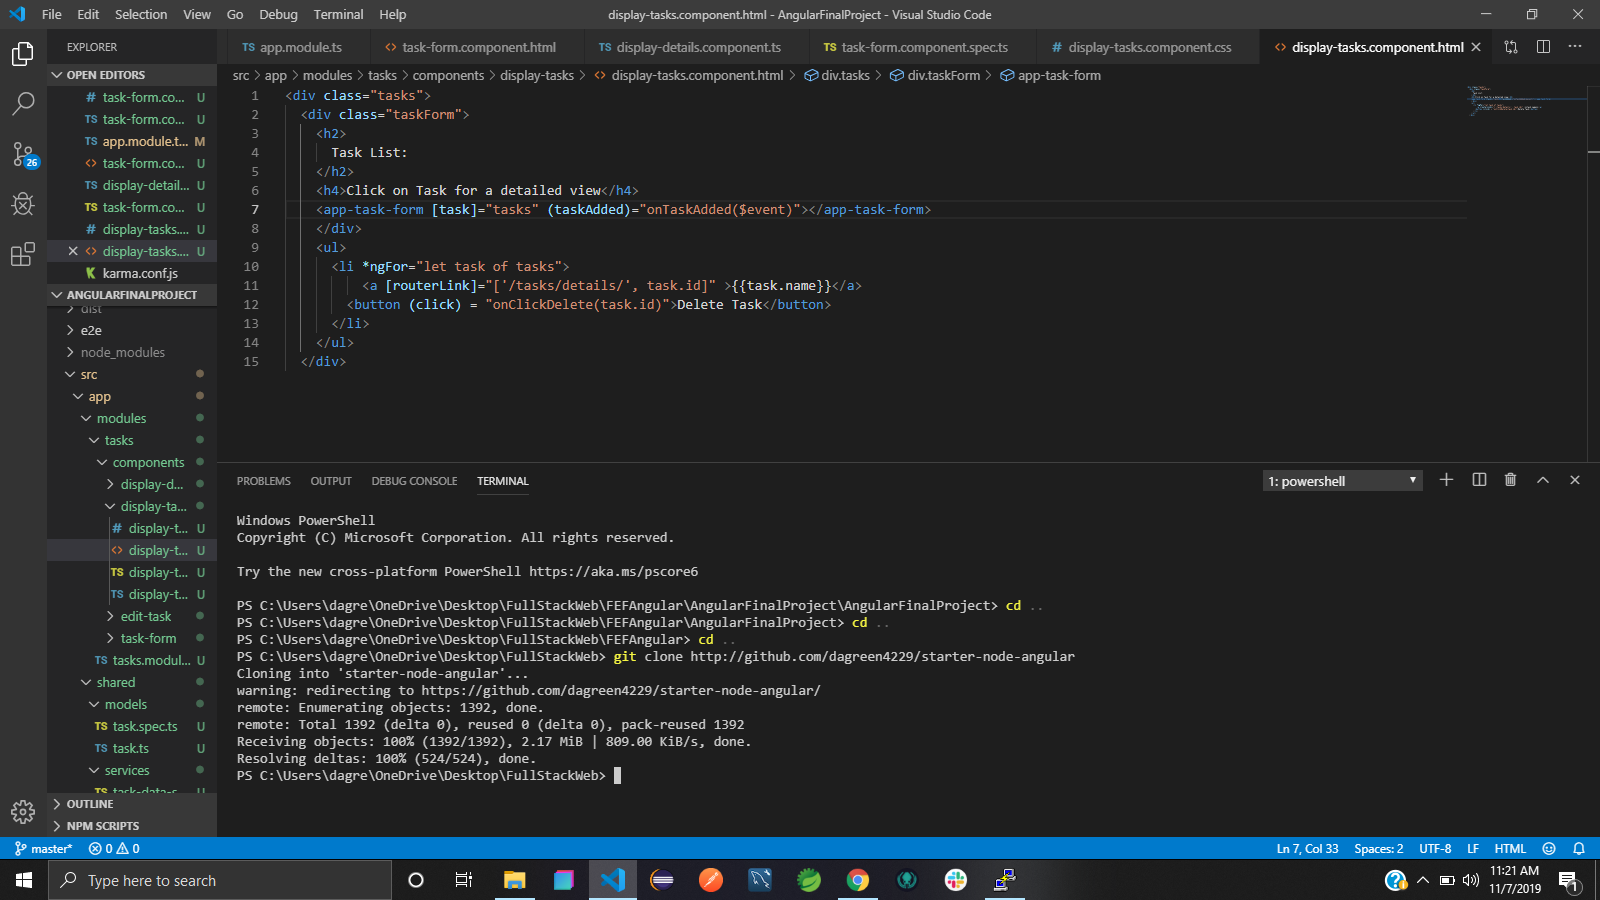 File Edit Selection View Go Debug Terminal Help
display-tasks.component.html - AngularFinalProject - Visual Studio Code
EXPLORER
OPEN EDITORS
# task-form.co... U
TS task-form.co... U
TS app.module.t... M
<> task-form.co... U
TS display-detail... U
TS task-form.co... U
# display-tasks.... U
<> display-tasks.... U
karma.conf.js
ANGULARFINALPROJECT
dist
e2e
node_modules
src
app
modules
tasks
components
display-d...
display-ta...
# display-t... U
<> display-t... U
TS display-t... U
TS display-t... U
edit-task
task-form
TS tasks.modul... U
shared
models
TS task.spec.ts U
TS task.ts U
services
TS task-data-s
OUTLINE
NPM SCRIPTS
26
TS app.module.ts
<> task-form.component.html
TS display-details.component.ts
TS task-form.component.spec.ts
# display-tasks.component.css
<> display-tasks.component.html
src > app > modules > tasks > components > display-tasks > <> display-tasks.component.html > div.tasks > div.taskForm > app-task-form
1 <div class="tasks">
2 <div class="taskForm">
3 <h2>
4 Task List:
5 </h2>
6 <h4>Click on Task for a detailed view</h4>
7 <app-task-form [task]="tasks" (taskAdded)="onTaskAdded($event)"></app-task-form>
8 </div>
9 <ul>
10 <li *ngFor="let task of tasks">
11 <a [routerLink]="['/tasks/details/', task.id]" >{{task.name}}</a>
12 <button (click) = "onClickDelete(task.id)">Delete Task</button>
13 </li>
14 </ul>
15 </div>
PROBLEMS OUTPUT DEBUG CONSOLE TERMINAL
1: powershell
Windows PowerShell
Copyright (C) Microsoft Corporation. All rights reserved.
Try the new cross-platform PowerShell https://aka.ms/pscore6
PS C:\Users\dagre\OneDrive\Desktop\FullStackWeb\FEFAngular\AngularFinalProject\AngularFinalProject> cd ..
PS C:\Users\dagre\OneDrive\Desktop\FullStackWeb\FEFAngular\AngularFinalProject> cd ..
PS C:\Users\dagre\OneDrive\Desktop\FullStackWeb\FEFAngular> cd ..
PS C:\Users\dagre\OneDrive\Desktop\FullStackWeb> git clone http://github.com/dagreen4229/starter-node-angular
Cloning into 'starter-node-angular'...
warning: redirecting to https://github.com/dagreen4229/starter-node-angular/
remote: Enumerating objects: 1392, done.
remote: Total 1392 (delta 0), reused 0 (delta 0), pack-reused 1392
Receiving objects: 100% (1392/1392), 2.17 MiB | 809.00 KiB/s, done.
Resolving deltas: 100% (524/524), done.
PS C:\Users\dagre\OneDrive\Desktop\FullStackWeb>
master* 0 0
Ln 7, Col 33 Spaces: 2 UTF-8 LF HTML
Type here to search
11:21 AM
11/7/2019
1